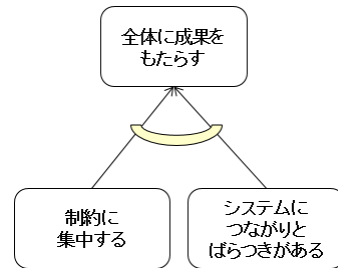 全体に成果を
もたらす
制約に
集中する
システムに
つながりと
ばらつきがある